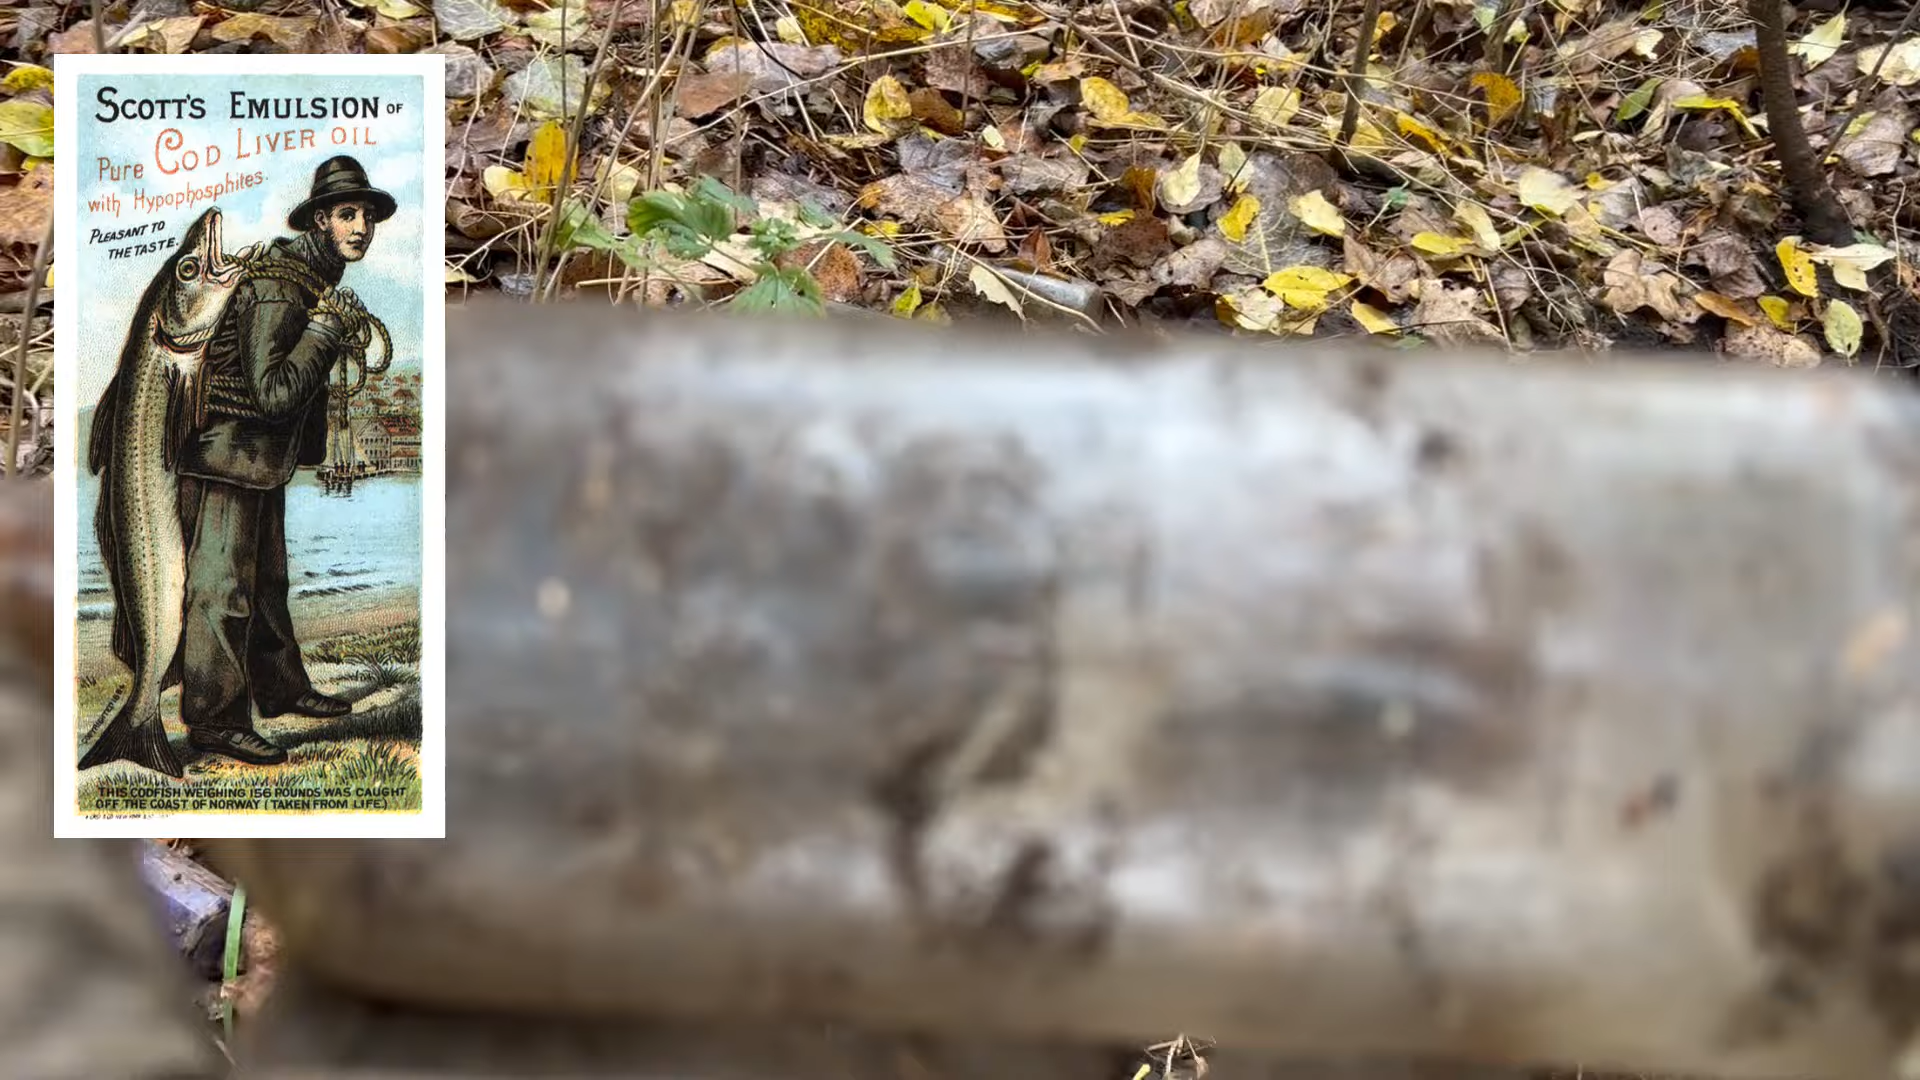 SCOTT'S EMULSION OF
Pure COD LIVER OIL
with Hypophosphites.
PLEASANT TO
THE TASTE.
THIS CODFISH WEIGHING 156 POUNDS WAS CAUGHT
OFF THE COAST OF NORWAY (TAKEN FROM LIFE.)